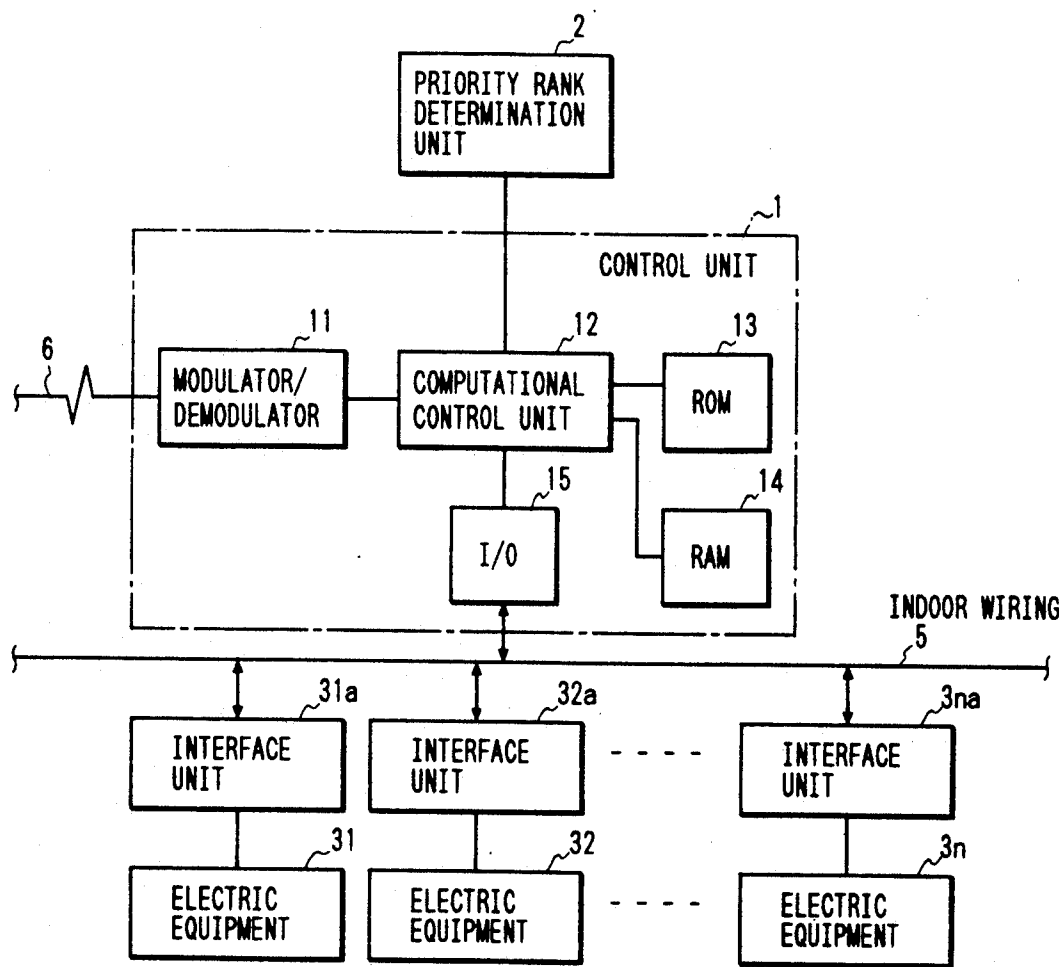 2
PRIORITY RANK
DETERMINATION
UNIT
1
CONTROL UNIT
6
11
MODULATOR/
DEMODULATOR
12
COMPUTATIONAL
CONTROL UNIT
13
ROM
14
RAM
15
I/O
INDOOR WIRING
5
31a
INTERFACE
UNIT
32a
INTERFACE
UNIT
3na
INTERFACE
UNIT
31
ELECTRIC
EQUIPMENT
32
ELECTRIC
EQUIPMENT
3n
ELECTRIC
EQUIPMENT